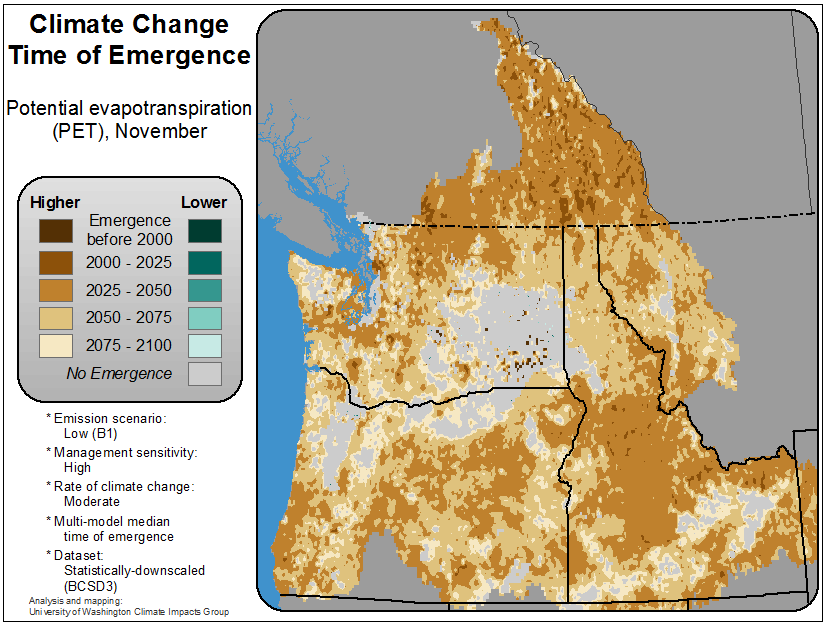 Climate Change
Time of Emergence
Potential evapotranspiration
(PET), November
Higher
Lower
Emergence
before 2000
2000 - 2025
2025 - 2050
2050 - 2075
2075 - 2100
No Emergence
* Emission scenario:
Low (B1)
* Management sensitivity:
High
* Rate of climate change:
Moderate
* Multi-model median
time of emergence
* Dataset:
Statistically-downscaled
(BCSD3)
Analysis and mapping:
University of Washington Climate Impacts Group